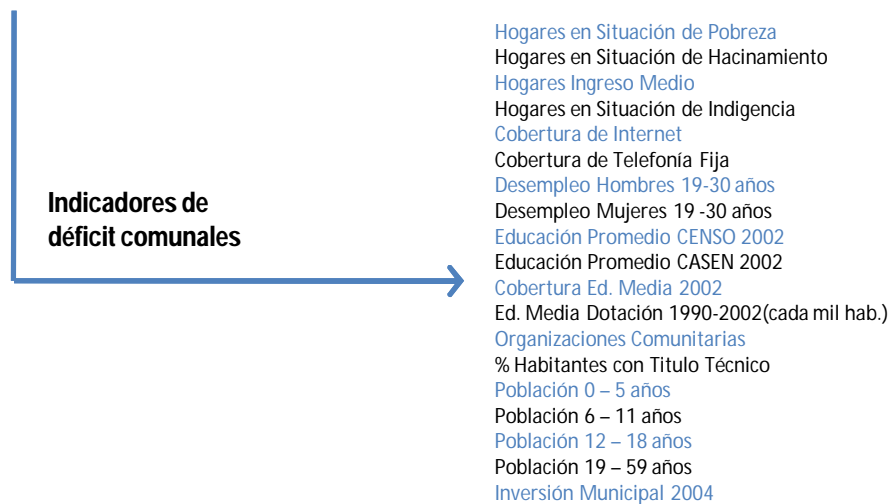 Indicadores de
déficit comunales
Hogares en Situación de Pobreza
Hogares en Situación de Hacinamiento
Hogares Ingreso Medio
Hogares en Situación de Indigencia
Cobertura de Internet
Cobertura de Telefonía Fija
Desempleo Hombres 19-30 años
Desempleo Mujeres 19 -30 años
Educación Promedio CENSO 2002
Educación Promedio CASEN 2002
Cobertura Ed. Media 2002
Ed. Media Dotación 1990-2002(cada mil hab.)
Organizaciones Comunitarias
% Habitantes con Titulo Técnico
Población 0 – 5 años
Población 6 – 11 años
Población 12 – 18 años
Población 19 – 59 años
Inversión Municipal 2004